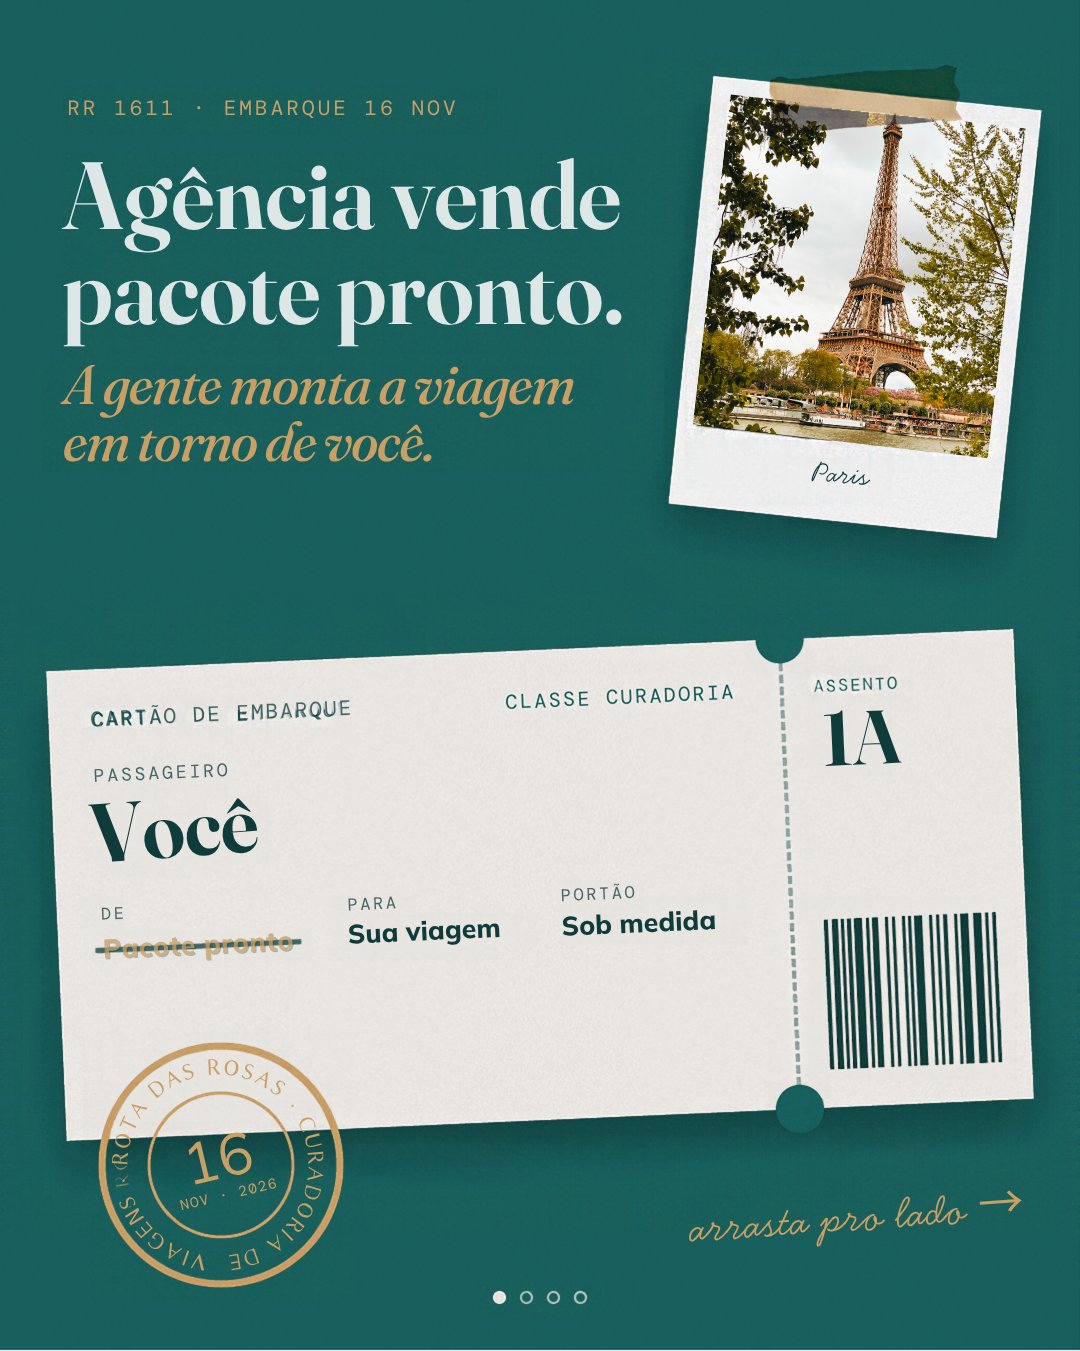 RR 1611 · EMBARQUE 16 NOV
Agência vende
pacote pronto.
A gente monta a viagem
em torno de você.
Paris
CARTÃO DE EMBARQUE
CLASSE CURADORIA
ASSENTO
1A
PASSAGEIRO
Você
DE
Pacote pronto
PARA
Sua viagem
PORTÃO
Sob medida
ROTA DAS ROSAS · CURADORIA DE VIAGENS
16
NOV · 2026
arrasta pro lado →